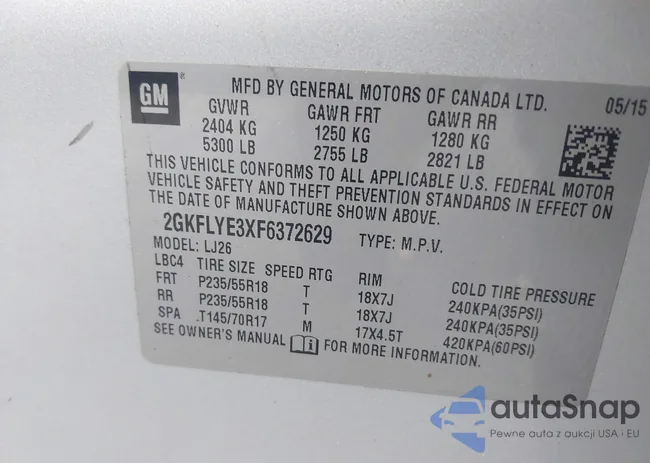 GM
MFD BY GENERAL MOTORS OF CANADA LTD. 05/15
GVWR GAWR FRT GAWR RR
2404 KG 1250 KG 1280 KG
5300 LB 2755 LB 2821 LB
THIS VEHICLE CONFORMS TO ALL APPLICABLE U.S. FEDERAL MOTOR
VEHICLE SAFETY AND THEFT PREVENTION STANDARDS IN EFFECT ON
THE DATE OF MANUFACTURE SHOWN ABOVE.
2GKFLYE3XF6372629 TYPE: M.P.V.
MODEL: LJ26
LBC4 TIRE SIZE SPEED RTG RIM COLD TIRE PRESSURE
FRT P235/55R18 T 18X7J 240KPA(35PSI)
RR P235/55R18 T 18X7J 240KPA(35PSI)
SPA .T145/70R17 M 17X4.5T 420KPA(60PSI)
SEE OWNER'S MANUAL i FOR MORE INFORMATION.
autaSnap
Pewne auta z aukcji USA i EU